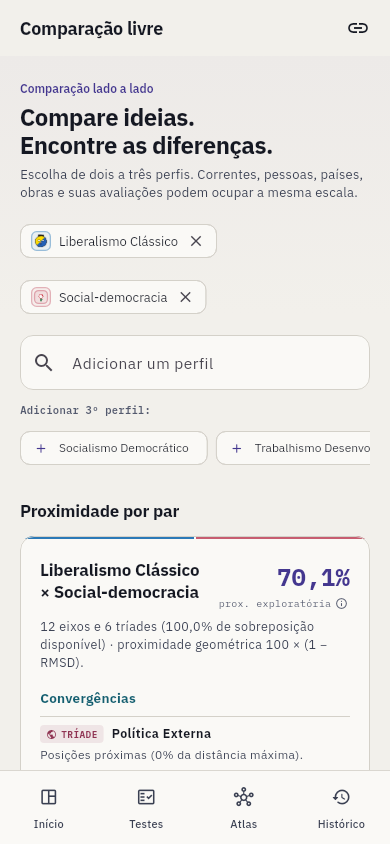 Comparação livre
Comparação lado a lado
Compare ideias.
Encontre as diferenças.
Escolha de dois a três perfis. Correntes, pessoas, países,
obras e suas avaliações podem ocupar a mesma escala.
Liberalismo Clássico
Social-democracia
Adicionar um perfil
Adicionar 3º perfil:
+ Socialismo Democrático
+ Trabalhismo Desenvo
Proximidade por par
Liberalismo Clássico
× Social-democracia
70,1%
prox. exploratória
12 eixos e 6 tríades (100,0% de sobreposição
disponível) · proximidade geométrica 100 × (1 −
RMSD).
Convergências
TRÍADE Política Externa
Posições próximas (0% da distância máxima).
Início
Testes
Atlas
Histórico